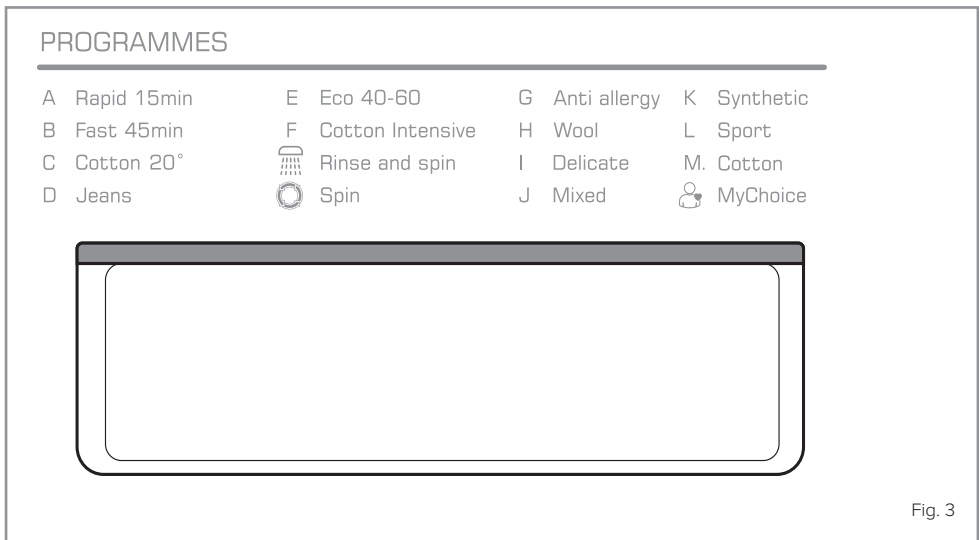 PROGRAMMES
A Rapid 15min
B Fast 45min
C Cotton 20°
D Jeans
E Eco 40-60
F Cotton Intensive
Rinse and spin
Spin
G Anti allergy
H Wool
I Delicate
J Mixed
K Synthetic
L Sport
M. Cotton
MyChoice
Fig. 3